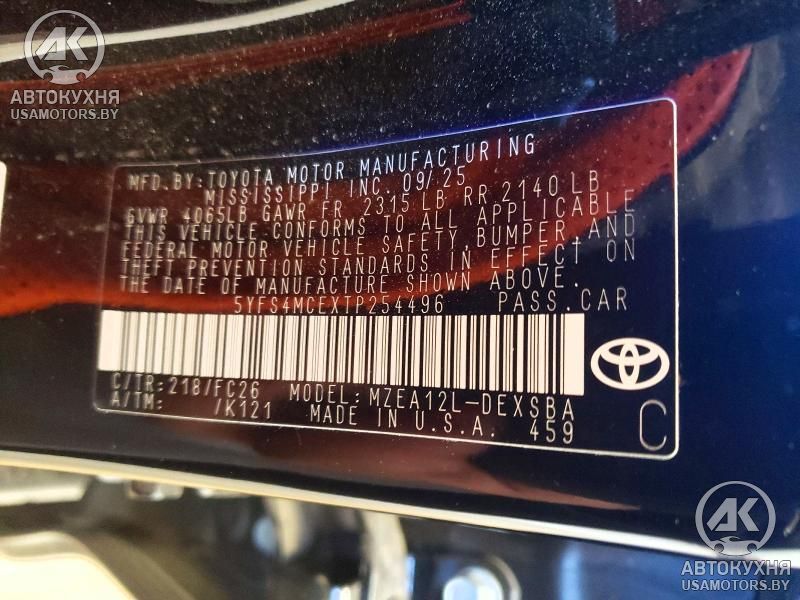 AK
АВТОКУХНЯ
USAMOTORS.BY
MFD.BY: TOYOTA MOTOR MANUFACTURING
MISSISSIPPI INC. 09/25
GVWR 4065LB GAWR FR 2315 LB RR 2140 LB
THIS VEHICLE CONFORMS TO ALL APPLICABLE
FEDERAL MOTOR VEHICLE SAFETY, BUMPER, AND
THEFT PREVENTION STANDARDS IN EFFECT ON
THE DATE OF MANUFACTURE SHOWN ABOVE.
5YFS4MCEXTP254496 PASS.CAR
C/TR: 218/FC26 MODEL: MZEA12L-DEXSBA
A/TM: /K121 MADE IN U.S.A. 459
C
AK
АВТОКУХНЯ
USAMOTORS.BY